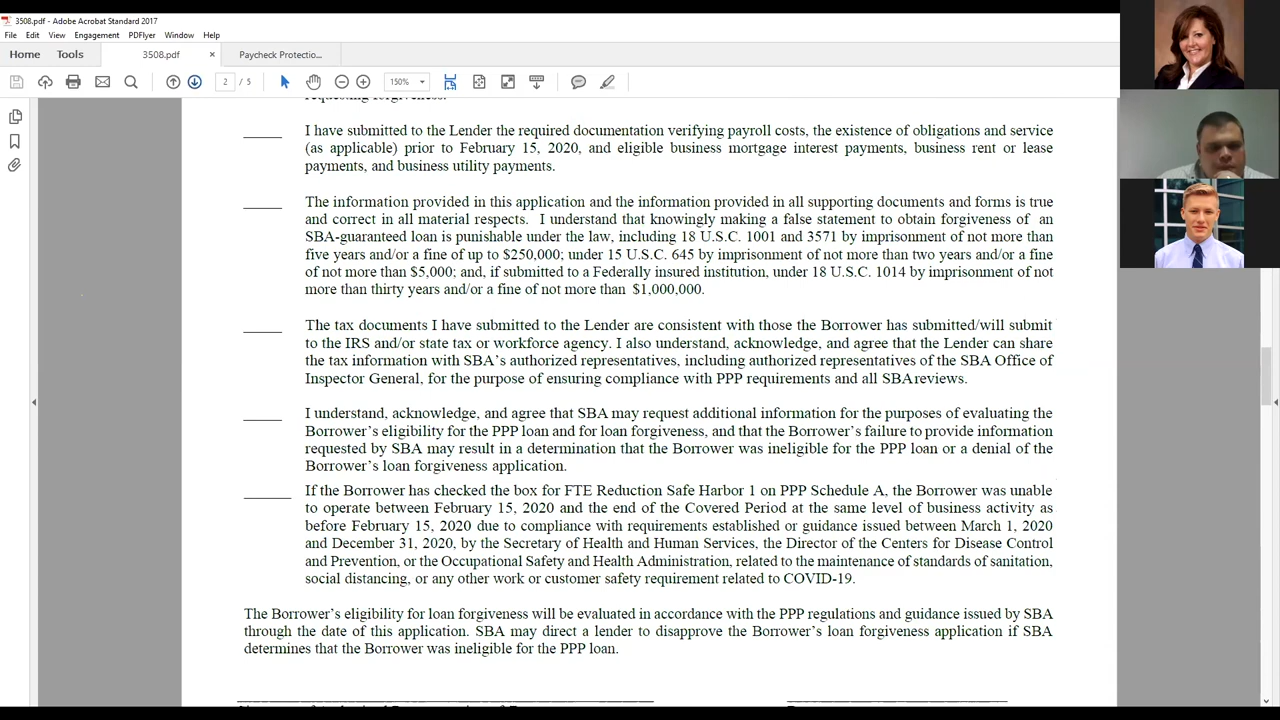 3508.pdf - Adobe Acrobat Standard 2017
File Edit View Engagement PDFlyer Window Help
Home Tools 3508.pdf × Paycheck Protectio...
2 / 5 150%
requesting forgiveness.
I have submitted to the Lender the required documentation verifying payroll costs, the existence of obligations and service
(as applicable) prior to February 15, 2020, and eligible business mortgage interest payments, business rent or lease
payments, and business utility payments.
The information provided in this application and the information provided in all supporting documents and forms is true
and correct in all material respects. I understand that knowingly making a false statement to obtain forgiveness of an
SBA-guaranteed loan is punishable under the law, including 18 U.S.C. 1001 and 3571 by imprisonment of not more than
five years and/or a fine of up to $250,000; under 15 U.S.C. 645 by imprisonment of not more than two years and/or a fine
of not more than $5,000; and, if submitted to a Federally insured institution, under 18 U.S.C. 1014 by imprisonment of not
more than thirty years and/or a fine of not more than $1,000,000.
The tax documents I have submitted to the Lender are consistent with those the Borrower has submitted/will submit
to the IRS and/or state tax or workforce agency. I also understand, acknowledge, and agree that the Lender can share
the tax information with SBA's authorized representatives, including authorized representatives of the SBA Office of
Inspector General, for the purpose of ensuring compliance with PPP requirements and all SBA reviews.
I understand, acknowledge, and agree that SBA may request additional information for the purposes of evaluating the
Borrower's eligibility for the PPP loan and for loan forgiveness, and that the Borrower's failure to provide information
requested by SBA may result in a determination that the Borrower was ineligible for the PPP loan or a denial of the
Borrower's loan forgiveness application.
If the Borrower has checked the box for FTE Reduction Safe Harbor 1 on PPP Schedule A, the Borrower was unable
to operate between February 15, 2020 and the end of the Covered Period at the same level of business activity as
before February 15, 2020 due to compliance with requirements established or guidance issued between March 1, 2020
and December 31, 2020, by the Secretary of Health and Human Services, the Director of the Centers for Disease Control
and Prevention, or the Occupational Safety and Health Administration, related to the maintenance of standards of sanitation,
social distancing, or any other work or customer safety requirement related to COVID-19.
The Borrower's eligibility for loan forgiveness will be evaluated in accordance with the PPP regulations and guidance issued by SBA
through the date of this application. SBA may direct a lender to disapprove the Borrower's loan forgiveness application if SBA
determines that the Borrower was ineligible for the PPP loan.